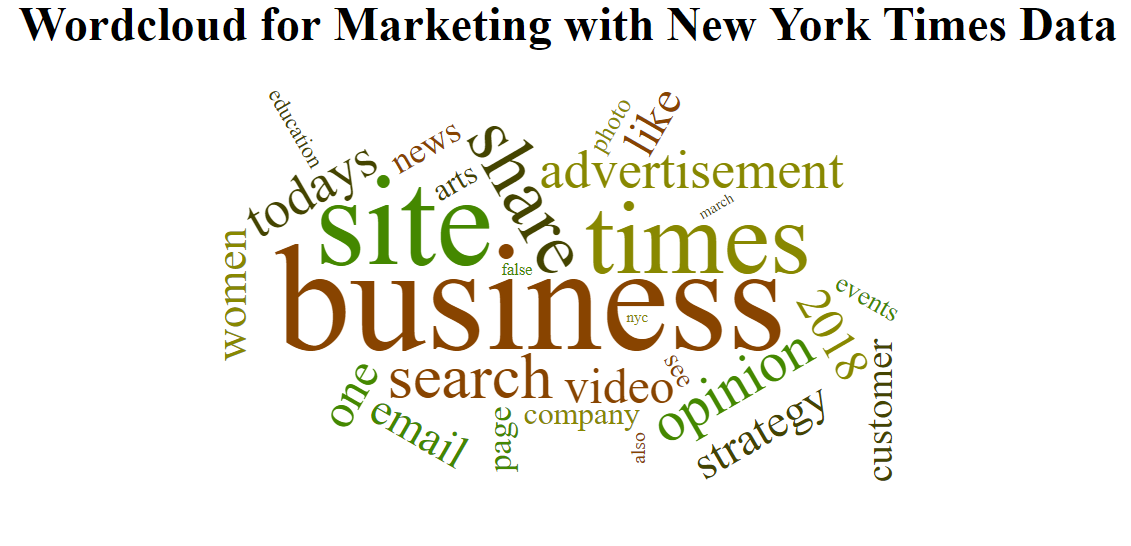 Wordcloud for Marketing with New York Times Data
education
photo
like
news
todays
arts
share
advertisement
site
march
times
women
false
business
events
nyc
2018
see
opinion
customer
one
search
video
email
page
company
strategy
also